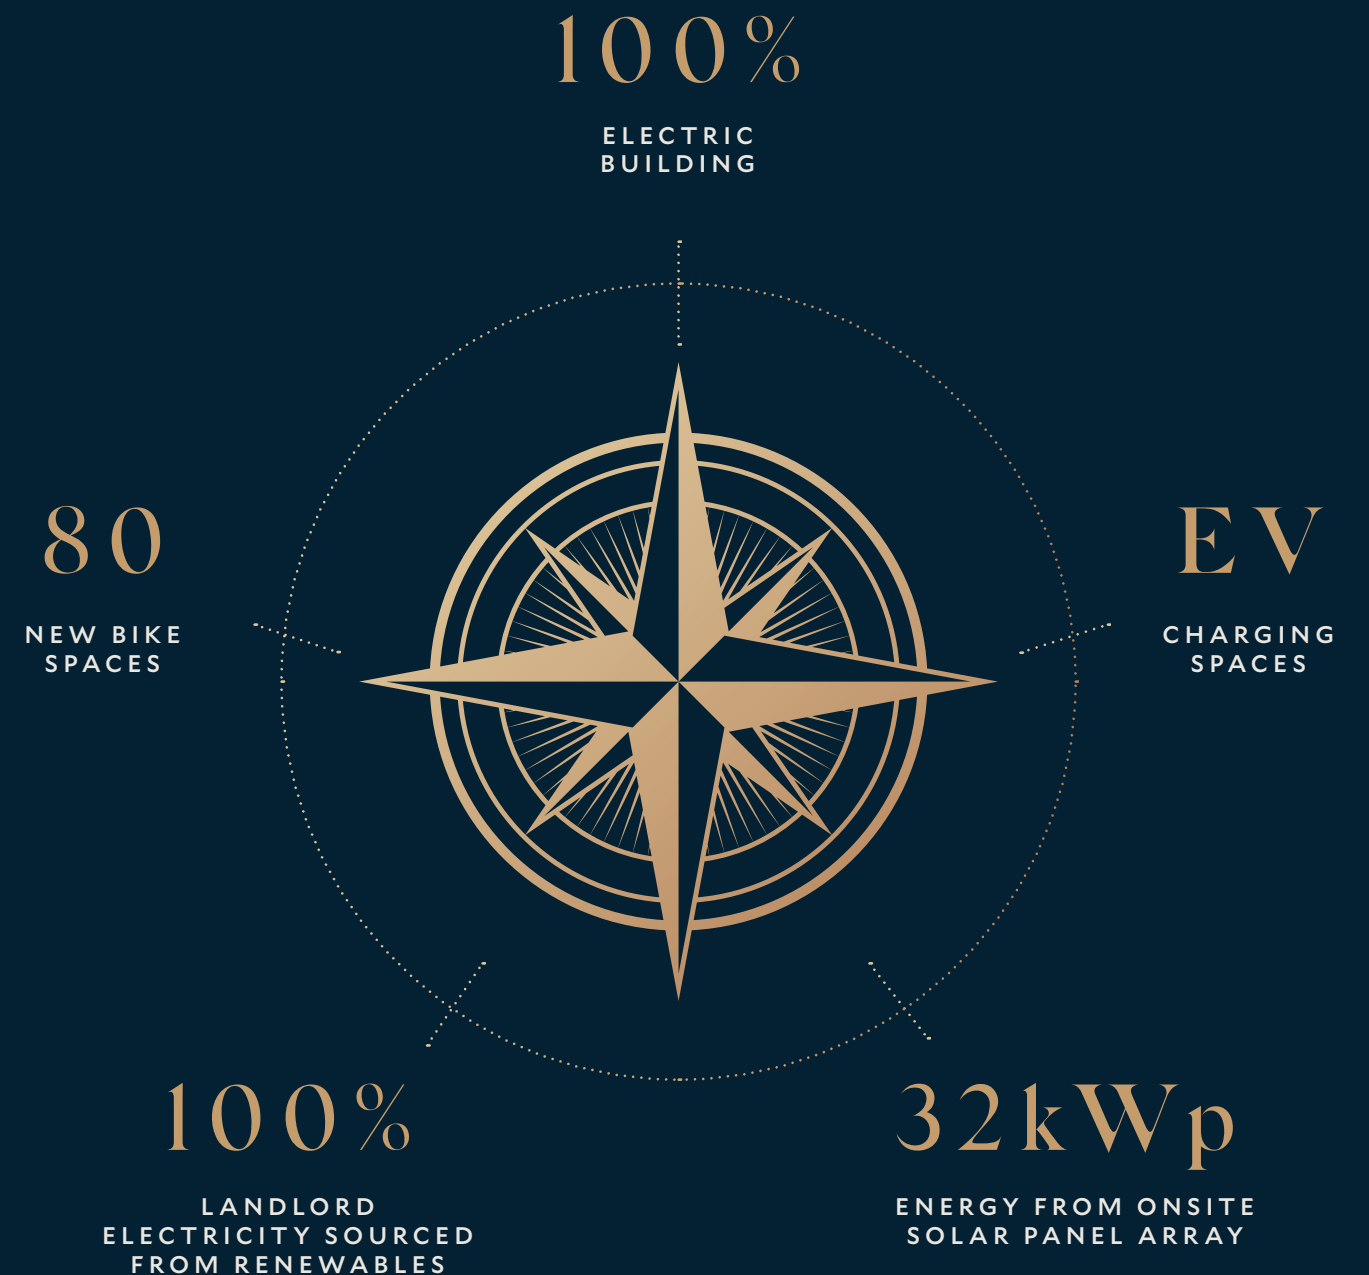 100%
ELECTRIC
BUILDING
80
NEW BIKE
SPACES
EV
CHARGING
SPACES
100%
LANDLORD
ELECTRICITY SOURCED
FROM RENEWABLES
32kWp
ENERGY FROM ONSITE
SOLAR PANEL ARRAY